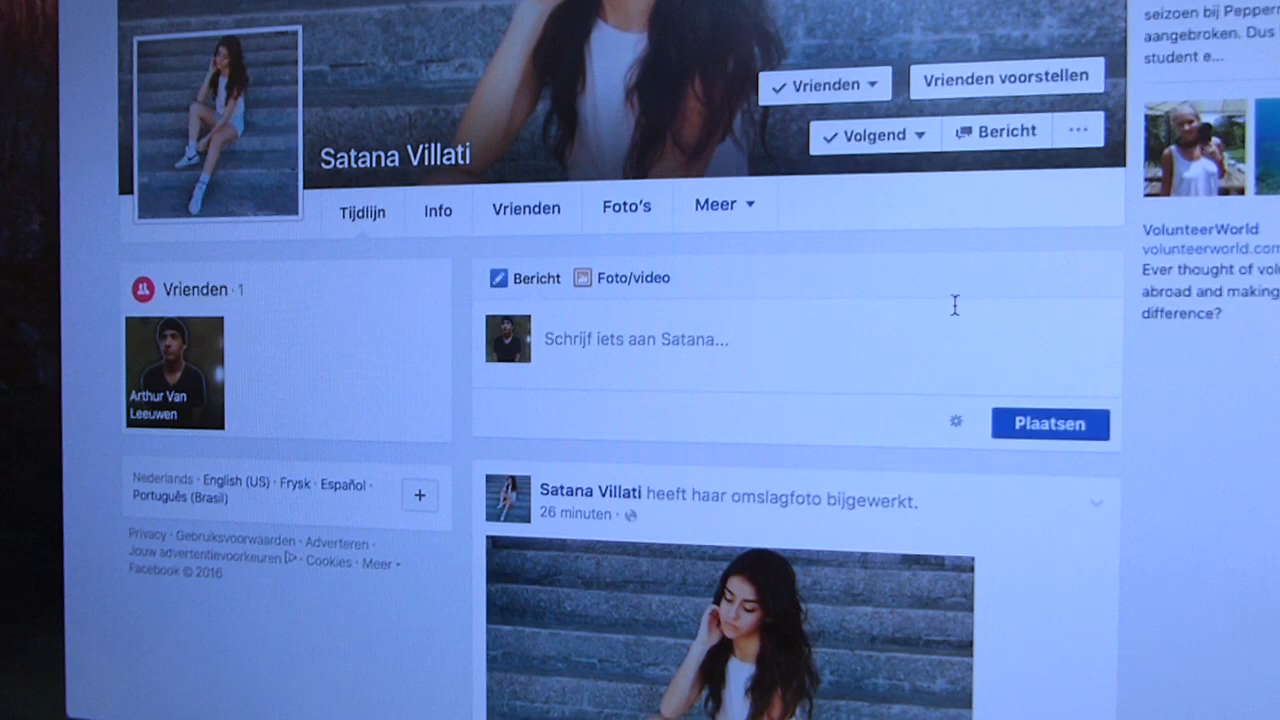 seizoen bij Pepper
aangebroken. Dus
student e...
Vrienden
Vrienden voorstellen
Volgend
Bericht
Satana Villati
Tijdlijn
Info
Vrienden
Foto's
Meer
VolunteerWorld
volunteerworld.com
Ever thought of vol
abroad and making
difference?
Vrienden · 1
Arthur Van
Leeuwen
Bericht
Foto/video
Schrijf iets aan Satana...
Plaatsen
Nederlands · English (US) · Frysk · Español ·
Português (Brasil)
+
Privacy · Gebruiksvoorwaarden · Adverteren ·
Jouw advertentievoorkeuren · Cookies · Meer
Facebook © 2016
Satana Villati heeft haar omslagfoto bijgewerkt.
26 minuten ·